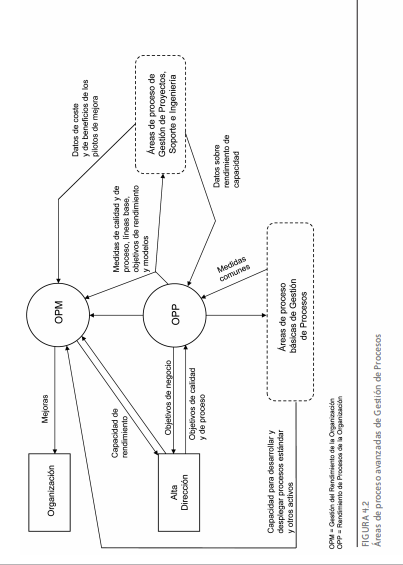 Organización
Mejoras
OPM
Datos de coste
y de beneficios de los
pilotos de mejora
Áreas de proceso de
Gestión de Proyectos,
Soporte e Ingeniería
Medidas de calidad y de
proceso, líneas base,
objetivos de rendimiento
y modelos
Datos sobre
rendimiento de
capacidad
Capacidad de
rendimiento
Alta
Dirección
Objetivos de negocio
Objetivos de calidad
y de proceso
OPP
Medidas
comunes
Áreas de proceso
básicas de Gestión
de Procesos
Capacidad para desarrollar y
desplegar procesos estándar
y otros activos
OPM = Gestión del Rendimiento de la Organización
OPP = Rendimiento de Procesos de la Organización
FIGURA 4.2
Áreas de proceso avanzadas de Gestión de Procesos